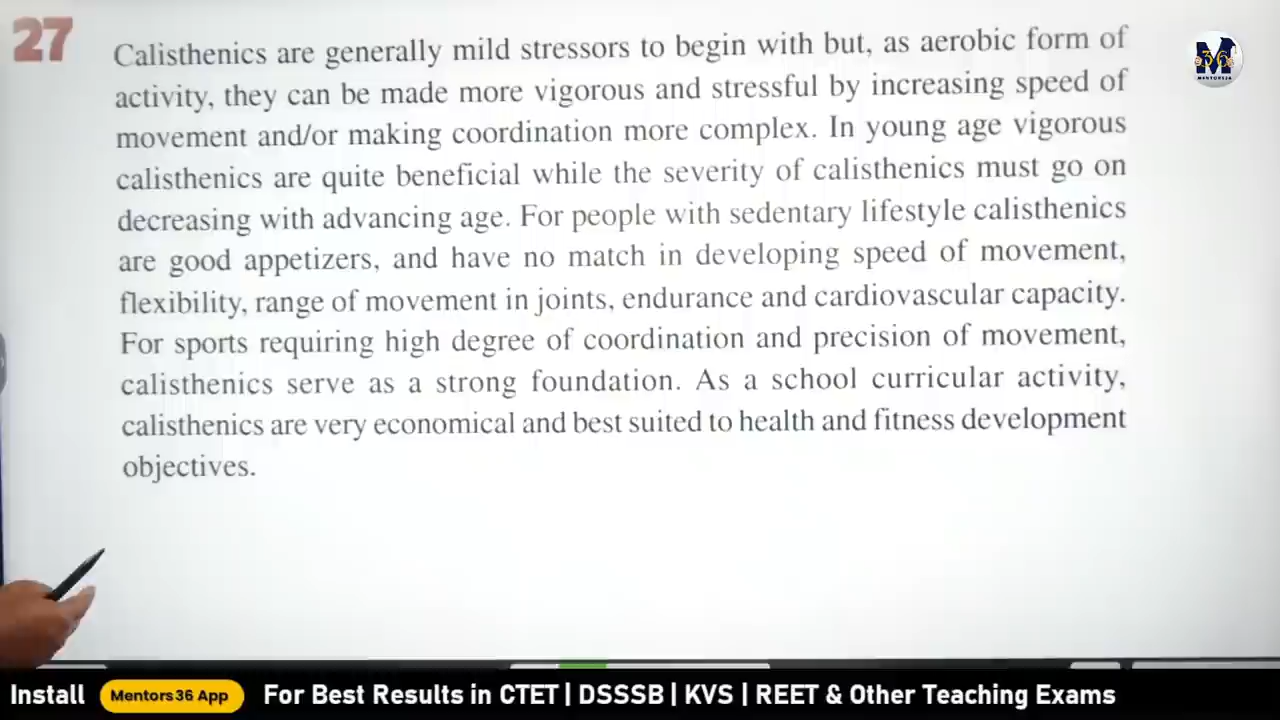 27
Calisthenics are generally mild stressors to begin with but, as aerobic form of
activity, they can be made more vigorous and stressful by increasing speed of
movement and/or making coordination more complex. In young age vigorous
calisthenics are quite beneficial while the severity of calisthenics must go on
decreasing with advancing age. For people with sedentary lifestyle calisthenics
are good appetizers, and have no match in developing speed of movement,
flexibility, range of movement in joints, endurance and cardiovascular capacity.
For sports requiring high degree of coordination and precision of movement,
calisthenics serve as a strong foundation. As a school curricular activity,
calisthenics are very economical and best suited to health and fitness development
objectives.
M
36
MENTORS36
Install Mentors36 App For Best Results in CTET | DSSSB | KVS | REET & Other Teaching Exams